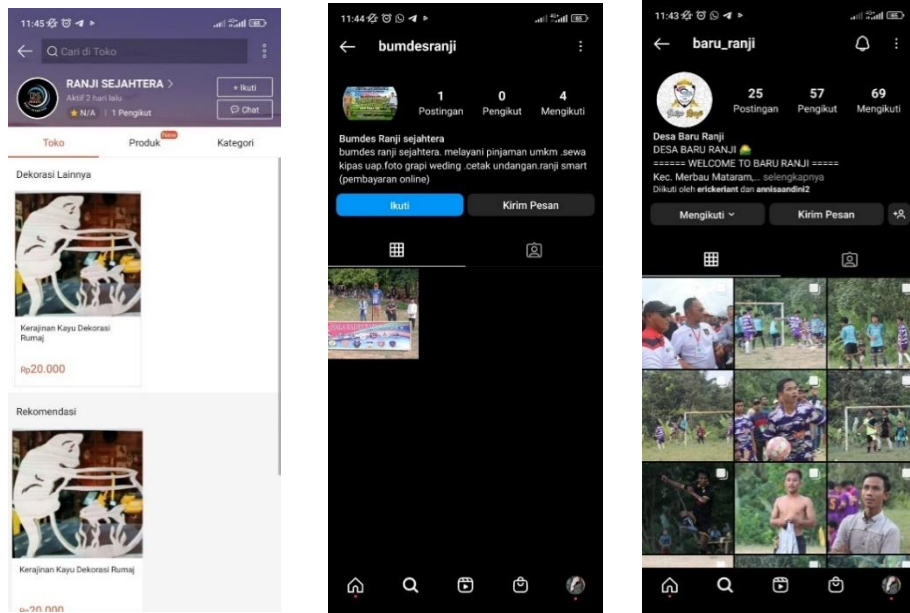 11:45
65
Cari di Toko
RANJI SEJAHTERA >
Aktif 2 hari lalu
N/A | 1 Pengikut
+ Ikuti
Chat
Toko
Produk
New
Kategori
Dekorasi Lainnya
Kerajinan Kayu Dekorasi
Rumaj
Rp20.000
Rekomendasi
Kerajinan Kayu Dekorasi Rumaj
Rp20.000
11:44
65
bumdesranji
1
Postingan
0
Pengikut
4
Mengikuti
Bumdes Ranji sejahtera
bumdes ranji sejahtera. melayani pinjaman umkm .sewa
kipas uap.foto grapi weding .cetak undangan.ranji smart
(pembayaran online)
Ikuti
Kirim Pesan
11:43
baru_ranji
25
Postingan
57
Pengikut
69
Mengikuti
Desa Baru Ranji
DESA BARU RANJI
====== WELCOME TO BARU RANJI =====
Kec. Merbau Mataram,... selengkapnya
Diikuti oleh erickeriant dan annisaandini2
Mengikuti
Kirim Pesan